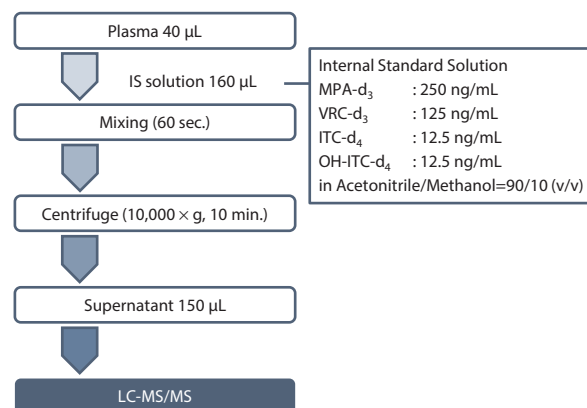 Plasma 40 μL
IS solution 160 μL
Internal Standard Solution
MPA-d₃ : 250 ng/mL
VRC-d₃ : 125 ng/mL
ITC-d₄ : 12.5 ng/mL
OH-ITC-d₄ : 12.5 ng/mL
in Acetonitrile/Methanol=90/10 (v/v)
Mixing (60 sec.)
Centrifuge (10,000 × g, 10 min.)
Supernatant 150 μL
LC-MS/MS